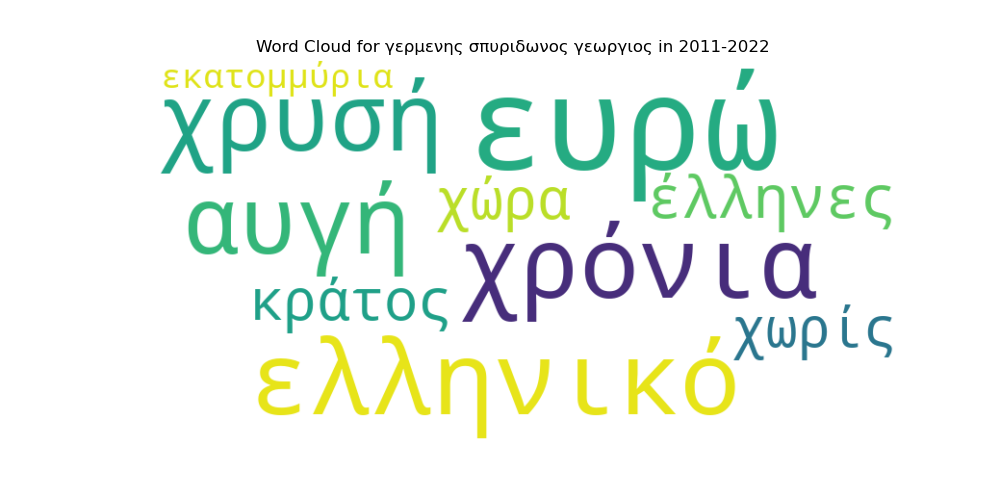 Word Cloud for γερμενης σπυριδωνος γεωργιος in 2011-2022
εκατομμύρια
χρυσή ευρώ
αυγή χώρα έλληνες
χρόνια
κράτος
χωρίς
ελληνικό